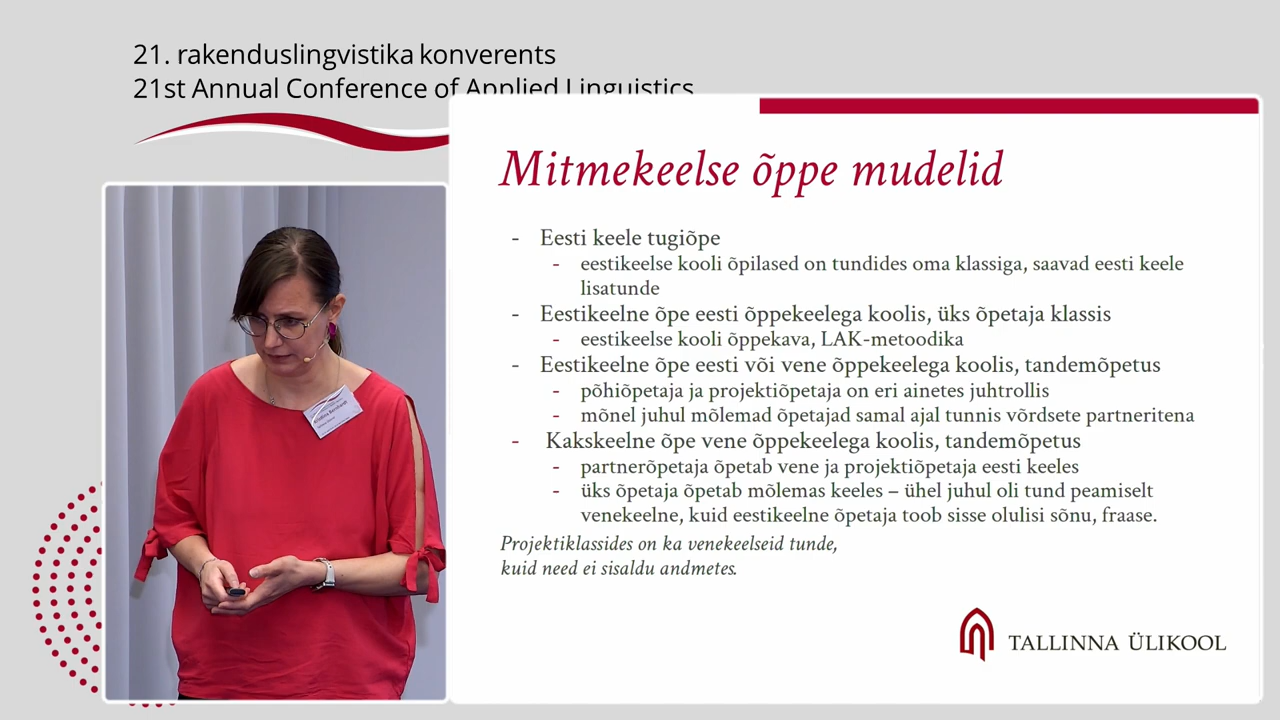 21. rakenduslingvistika konverents
21st Annual Conference of Applied Linguistics
Mitmekeelse õppe mudelid
- Eesti keele tugiõpe
- eestikeelse kooli õpilased on tundides oma klassiga, saavad eesti keele
lisatunde
- Eestikeelne õpe eesti õppekeelega koolis, üks õpetaja klassis
- eestikeelse kooli õppekava, LAK-metoodika
- Eestikeelne õpe eesti või vene õppekeelega koolis, tandemõpetus
- põhiõpetaja ja projektiõpetaja on eri ainetes juhtrollis
- mõnel juhul mõlemad õpetajad samal ajal tunnis võrdsete partneritena
- Kakskeelne õpe vene õppekeelega koolis, tandemõpetus
- partnerõpetaja õpetab vene ja projektiõpetaja eesti keeles
- üks õpetaja õpetab mõlemas keeles – ühel juhul oli tund peamiselt
venekeelne, kuid eestikeelne õpetaja toob sisse olulisi sõnu, fraase.
Projektiklassides on ka venekeelseid tunde,
kuid need ei sisaldu andmetes.
TALLINNA ÜLIKOOL